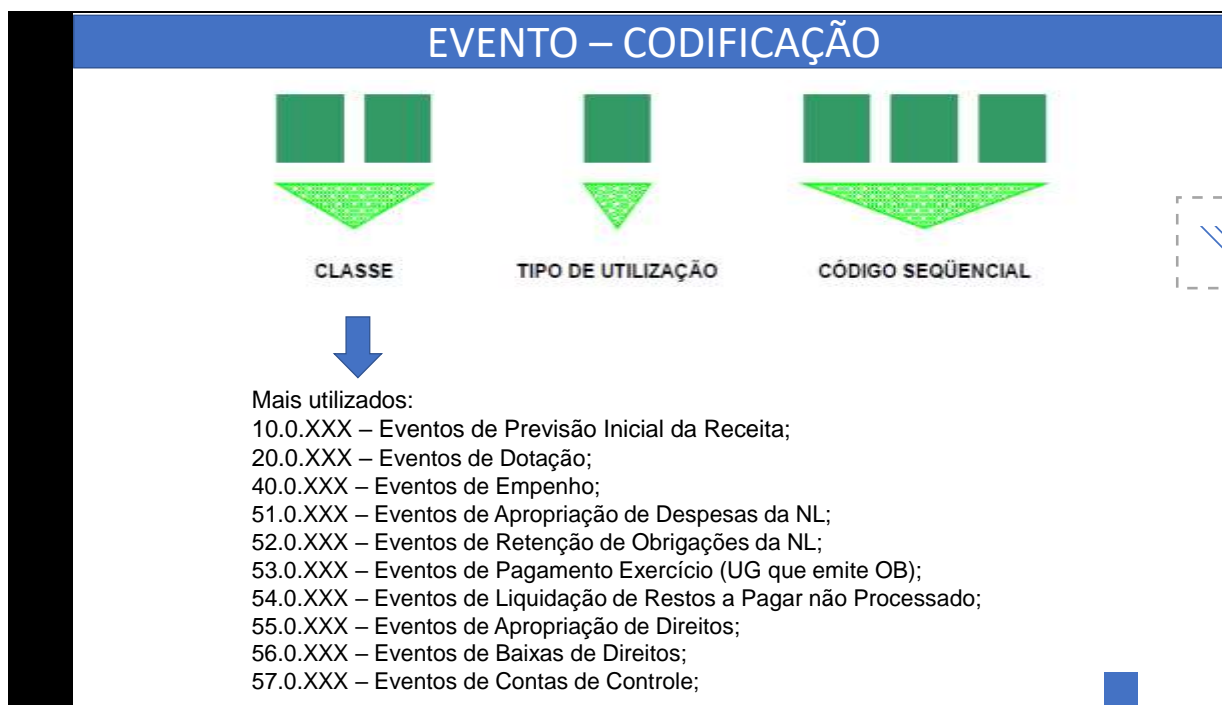 EVENTO – CODIFICAÇÃO
CLASSE TIPO DE UTILIZAÇÃO CÓDIGO SEQÜENCIAL
Mais utilizados:
10.0.XXX – Eventos de Previsão Inicial da Receita;
20.0.XXX – Eventos de Dotação;
40.0.XXX – Eventos de Empenho;
51.0.XXX – Eventos de Apropriação de Despesas da NL;
52.0.XXX – Eventos de Retenção de Obrigações da NL;
53.0.XXX – Eventos de Pagamento Exercício (UG que emite OB);
54.0.XXX – Eventos de Liquidação de Restos a Pagar não Processado;
55.0.XXX – Eventos de Apropriação de Direitos;
56.0.XXX – Eventos de Baixas de Direitos;
57.0.XXX – Eventos de Contas de Controle;